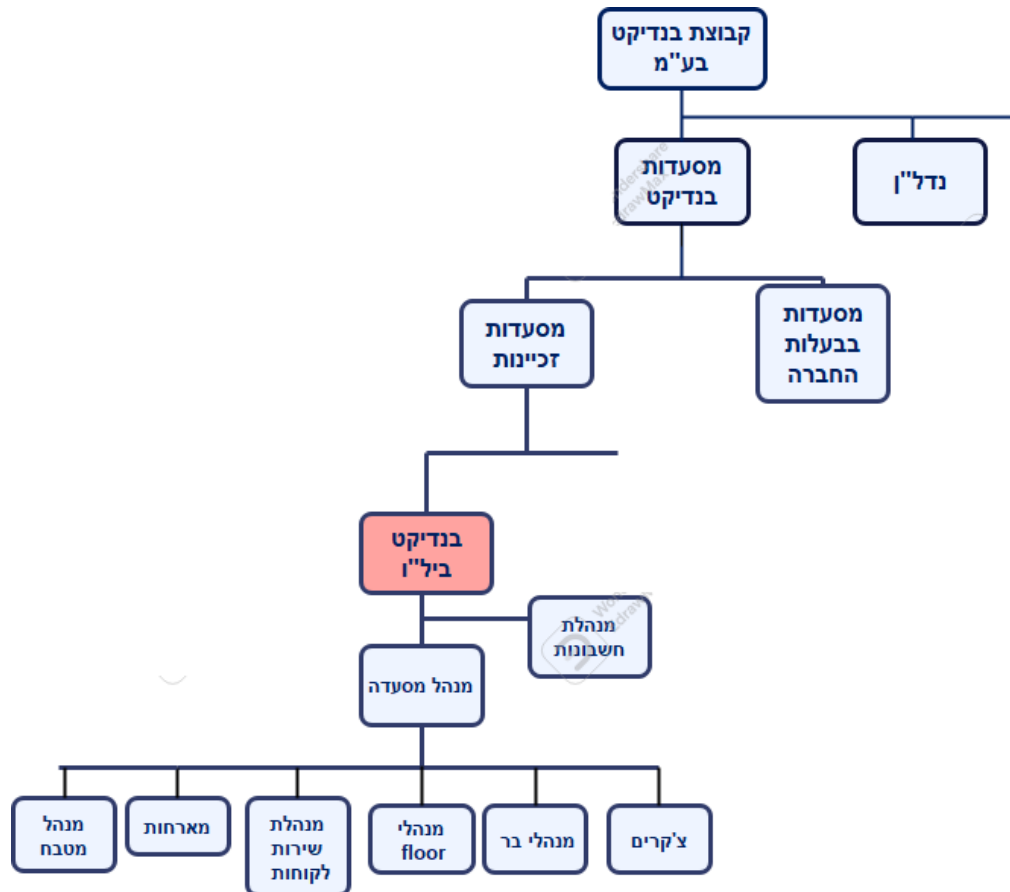 קבוצת בנדיקט
בע"מ
מסעדות
בנדיקט
נדל"ן
מסעדות
זכיינות
מסעדות
בבעלות
החברה
בנדיקט
ביל"ו
מנהלת
חשבונות
מנהל מסעדה
צ'קרים
מנהלי בר
מנהלי
floor
מנהלת
שירות
לקוחות
מארחות
מנהל
מטבח